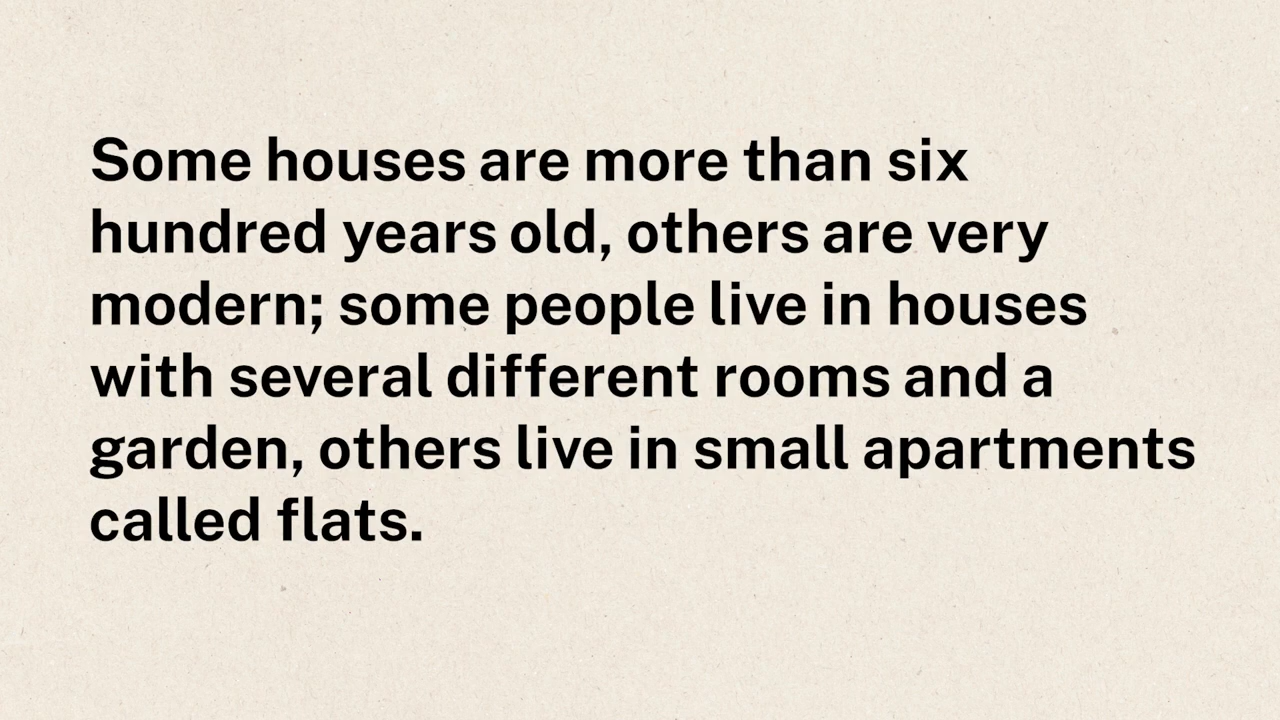 Some houses are more than six
hundred years old, others are very
modern; some people live in houses
with several different rooms and a
garden, others live in small apartments
called flats.